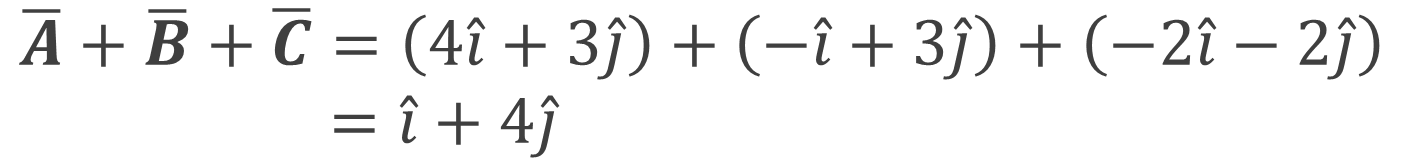 A̅ + B̅ + C̅ = (4î + 3ĵ) + (−î + 3ĵ) + (−2î − 2ĵ)
= î + 4ĵ